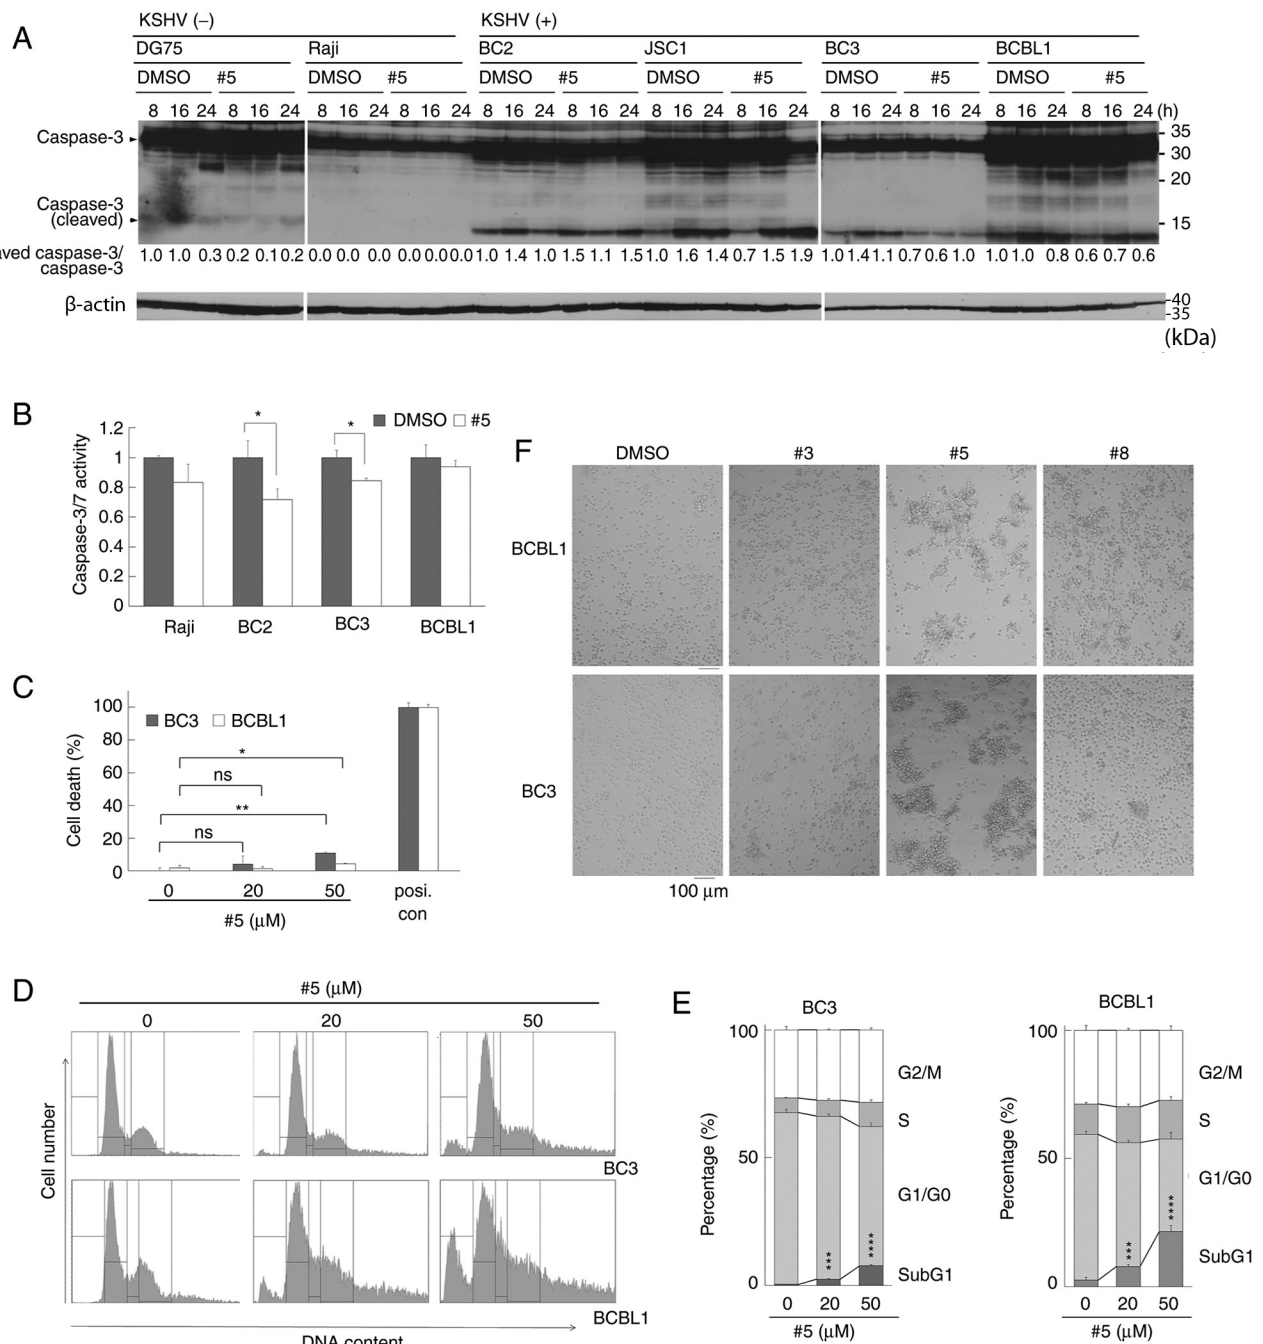 A
KSHV (–)
KSHV (+)
DG75
Raji
BC2
JSC1
BC3
BCBL1
DMSO #5 DMSO #5 DMSO #5 DMSO #5 DMSO #5 DMSO #5
8 16 24 8 16 24 8 16 24 8 16 24 8 16 24 8 16 24 8 16 24 8 16 24 8 16 24 8 16 24 8 16 24 8 16 24 (h)
Caspase-3
35
30
20
Caspase-3
(cleaved)
15
aved caspase-3/
caspase-3
1.0 1.0 0.3 0.2 0.1 0.2 0.0 0.0 0.0 0.0 0.0 0.0 1.0 1.4 1.0 1.5 1.1 1.5 1.0 1.6 1.4 0.7 1.5 1.9 1.0 1.4 1.1 0.7 0.6 1.0 1.0 1.0 0.8 0.6 0.7 0.6
β-actin
40
35
(kDa)
B
DMSO #5
Caspase-3/7 activity
1.2
1
0.8
0.6
0.4
0.2
0
* *
Raji BC2 BC3 BCBL1
C
BC3 BCBL1
Cell death (%)
100
80
60
40
20
0
*
ns
**
ns
0 20 50 posi.
con
#5 (μM)
F
DMSO #3 #5 #8
BCBL1
BC3
100 μm
D
#5 (μM)
0 20 50
Cell number
BC3
BCBL1
DNA content
E
BC3
Percentage (%)
100
50
0
G2/M
S
G1/G0
SubG1
***
****
0 20 50
#5 (μM)
BCBL1
Percentage (%)
100
50
0
G2/M
S
G1/G0
SubG1
***
****
0 20 50
#5 (μM)